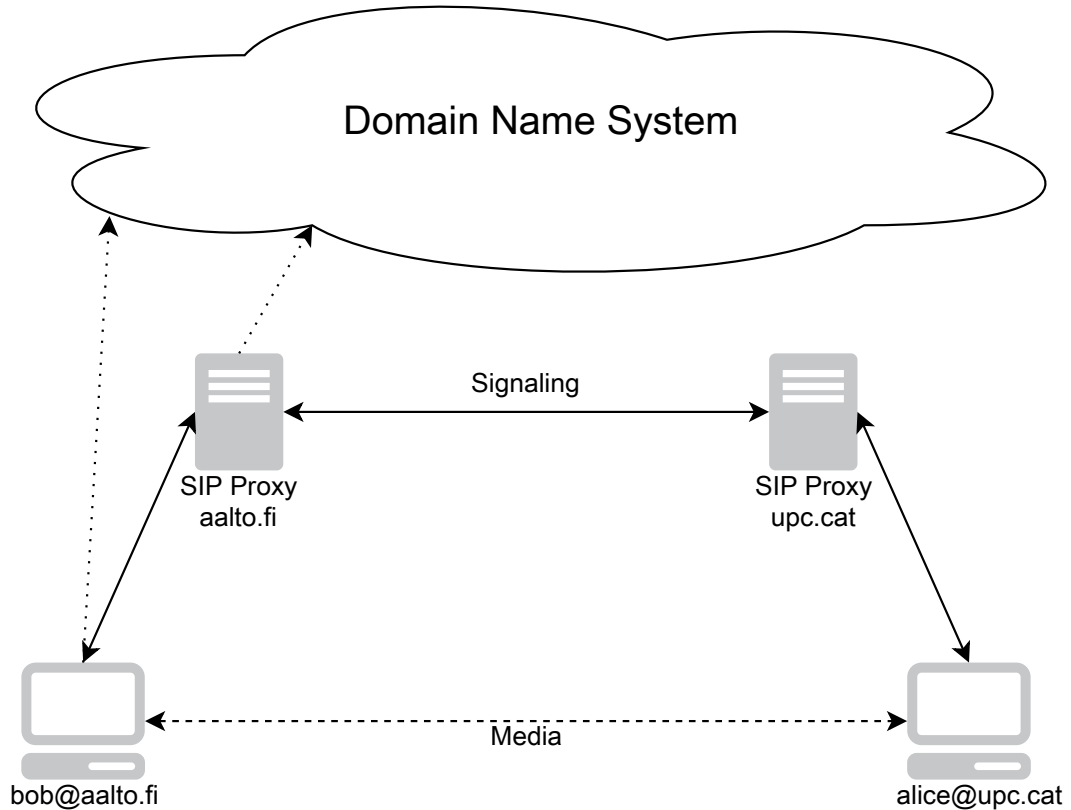 Domain Name System
Signaling
SIP Proxy
aalto.fi
SIP Proxy
upc.cat
Media
bob@aalto.fi
alice@upc.cat